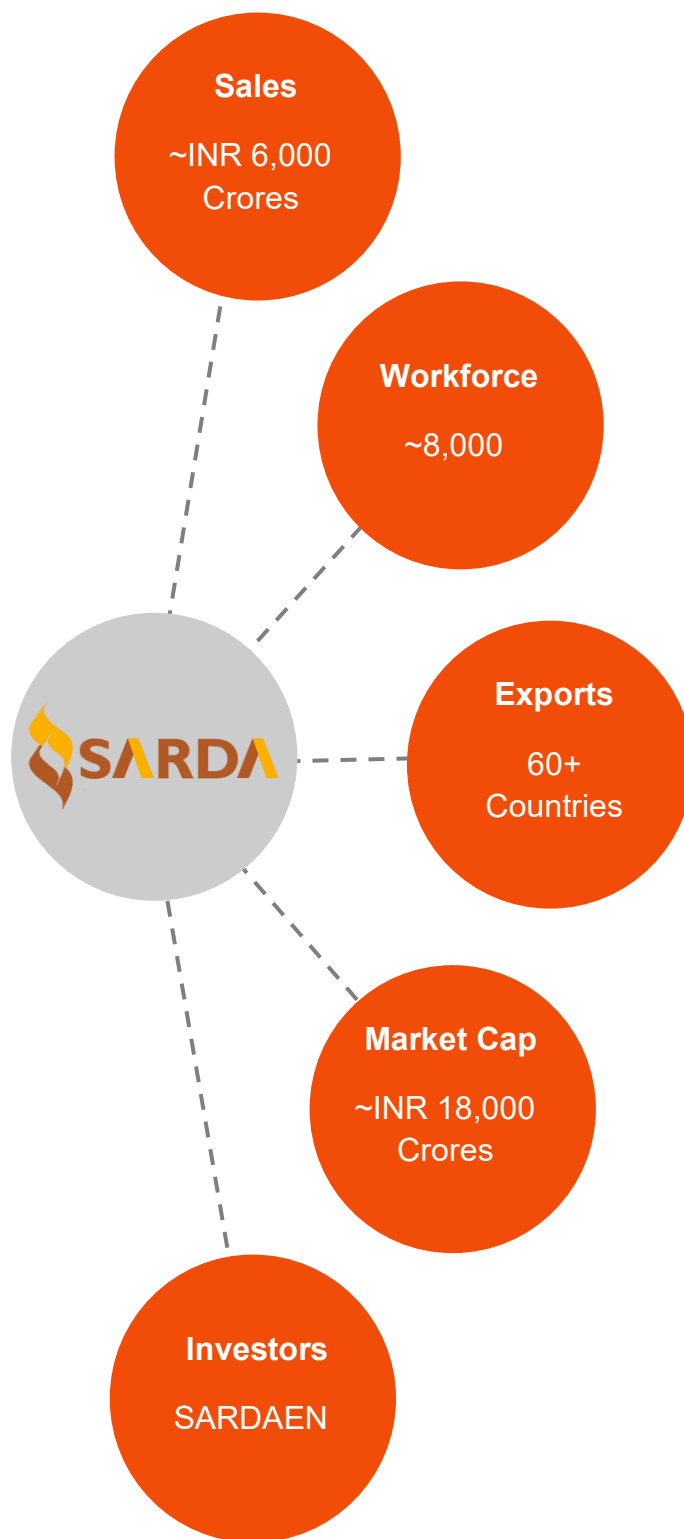 Sales
~INR 6,000
Crores
Workforce
~8,000
Exports
60+
Countries
SARDA
Market Cap
~INR 18,000
Crores
Investors
SARDAEN